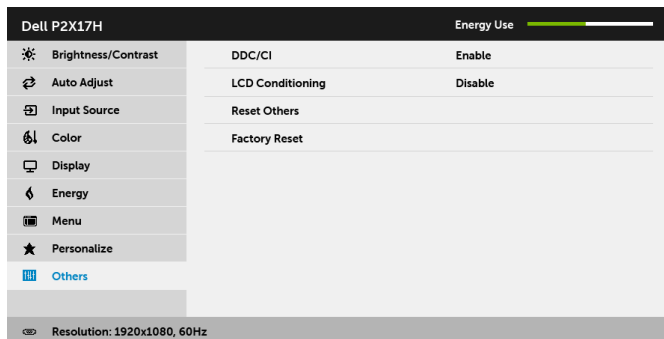 Dell P2X17H Energy Use
Brightness/Contrast DDC/CI Enable
Auto Adjust LCD Conditioning Disable
Input Source Reset Others
Color Factory Reset
Display
Energy
Menu
Personalize
Others
Resolution: 1920x1080, 60Hz